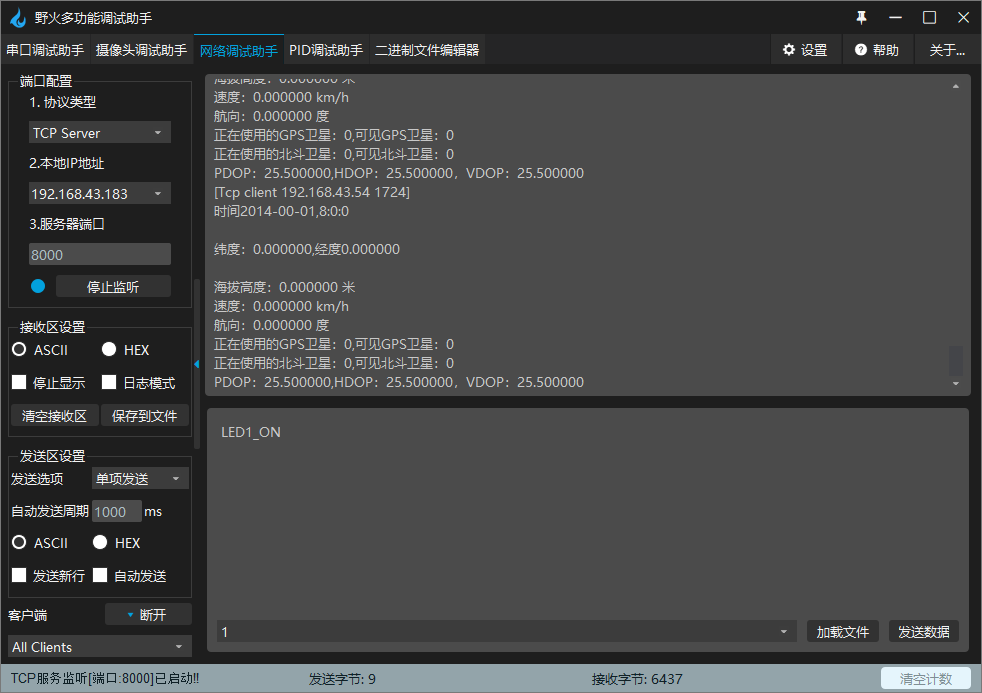 野火多功能调试助手
串口调试助手 摄像头调试助手 网络调试助手 PID调试助手 二进制文件编辑器 设置 帮助 关于...
端口配置
1. 协议类型
TCP Server
2.本地IP地址
192.168.43.183
3.服务器端口
8000
停止监听
接收区设置
ASCII HEX
停止显示 日志模式
清空接收区 保存到文件
发送区设置
发送选项 单项发送
自动发送周期 1000 ms
ASCII HEX
发送新行 自动发送
客户端 断开
All Clients
海拔高度：0.000000 米
速度：0.000000 km/h
航向：0.000000 度
正在使用的GPS卫星：0,可见GPS卫星：0
正在使用的北斗卫星：0,可见北斗卫星：0
PDOP：25.500000,HDOP：25.500000，VDOP：25.500000
[Tcp client 192.168.43.54 1724]
时间2014-00-01,8:0:0
纬度：0.000000,经度0.000000
海拔高度：0.000000 米
速度：0.000000 km/h
航向：0.000000 度
正在使用的GPS卫星：0,可见GPS卫星：0
正在使用的北斗卫星：0,可见北斗卫星：0
PDOP：25.500000,HDOP：25.500000，VDOP：25.500000
LED1_ON
1 加载文件 发送数据
TCP服务监听[端口:8000]已启动!! 发送字节: 9 接收字节: 6437 清空计数